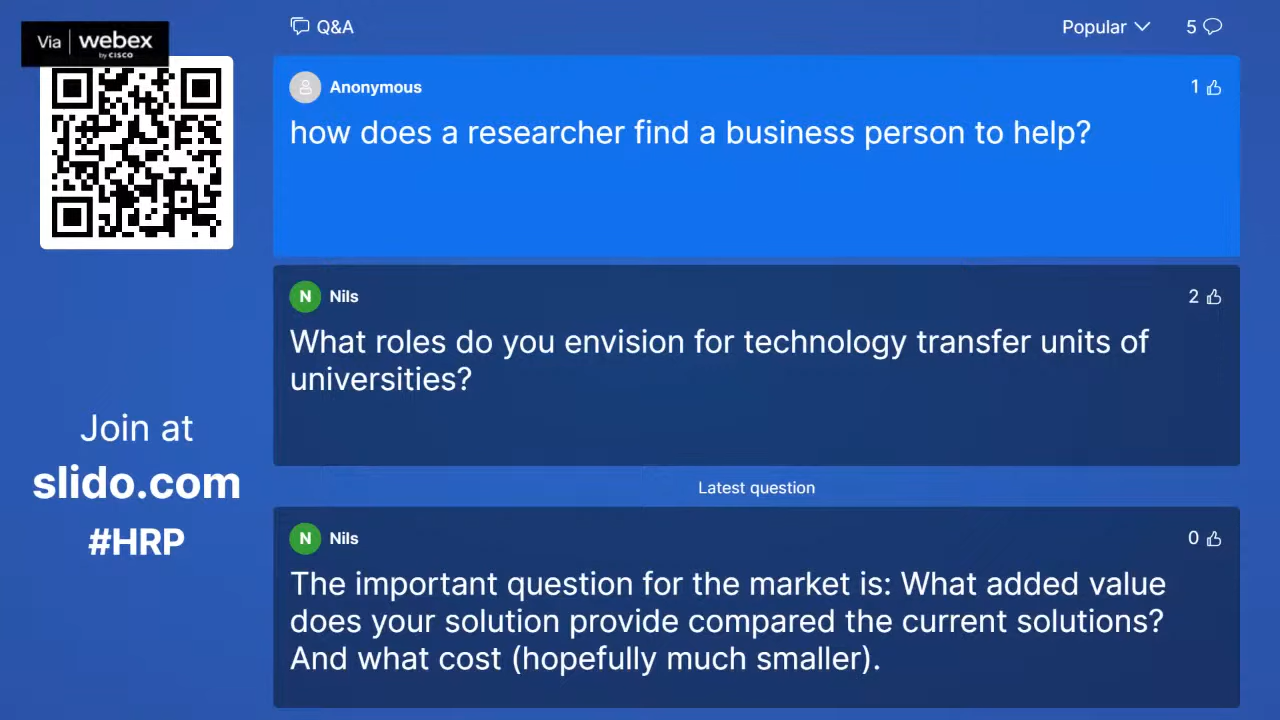 Via webex
by CISCO
Q&A
Popular
5
Anonymous
1
how does a researcher find a business person to help?
N Nils
2
What roles do you envision for technology transfer units of
universities?
Join at
slido.com
#HRP
Latest question
N Nils
0
The important question for the market is: What added value
does your solution provide compared the current solutions?
And what cost (hopefully much smaller).